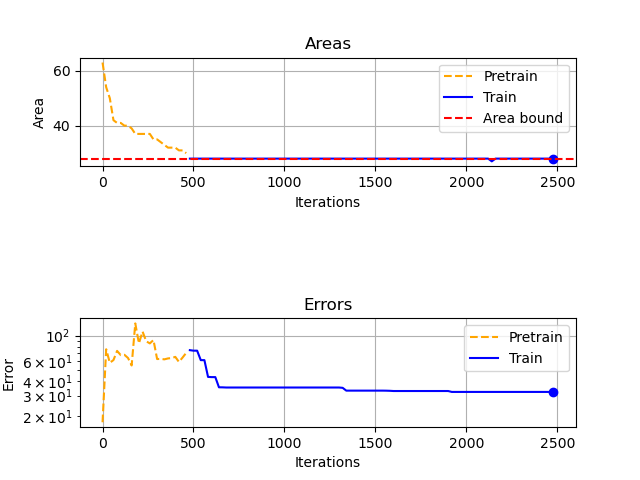 Areas
60
40
Area
Pretrain
Train
Area bound
0 500 1000 1500 2000 2500
Iterations
Errors
10²
6 × 10¹
4 × 10¹
3 × 10¹
2 × 10¹
Error
Pretrain
Train
0 500 1000 1500 2000 2500
Iterations